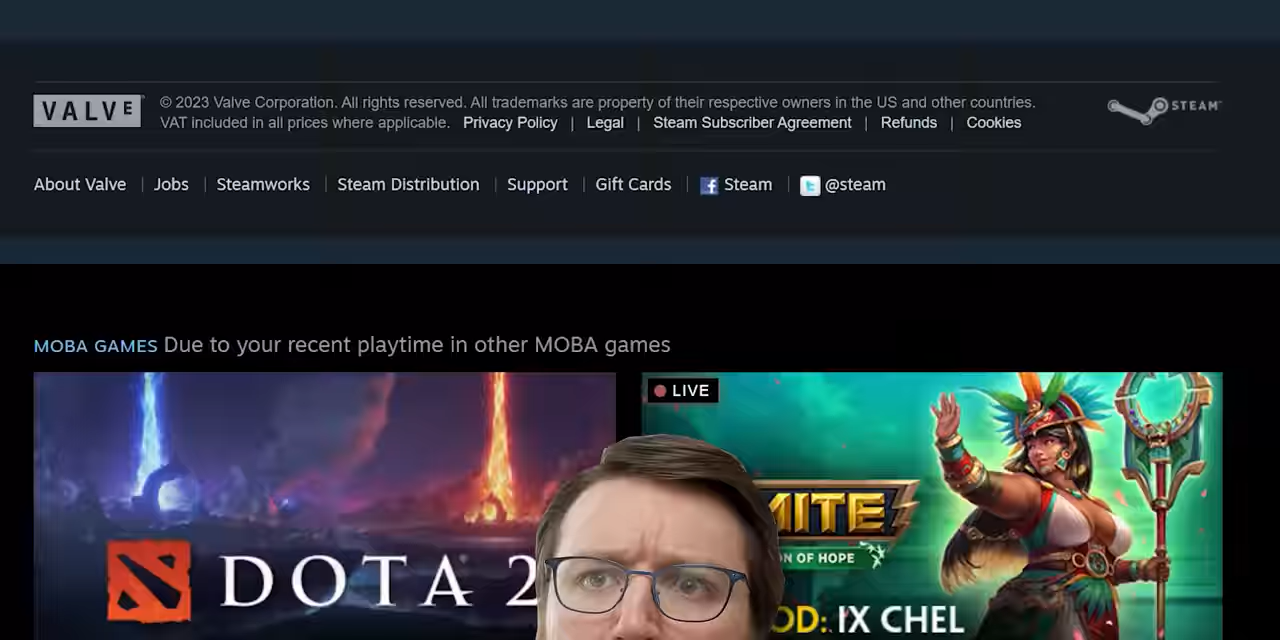 VALVE
© 2023 Valve Corporation. All rights reserved. All trademarks are property of their respective owners in the US and other countries.
VAT included in all prices where applicable. Privacy Policy | Legal | Steam Subscriber Agreement | Refunds | Cookies
STEAM
About Valve | Jobs | Steamworks | Steam Distribution | Support | Gift Cards | Steam | @steam
MOBA GAMES Due to your recent playtime in other MOBA games
LIVE
DOTA 2
MITE
N OF HOPE
OD: IX CHEL